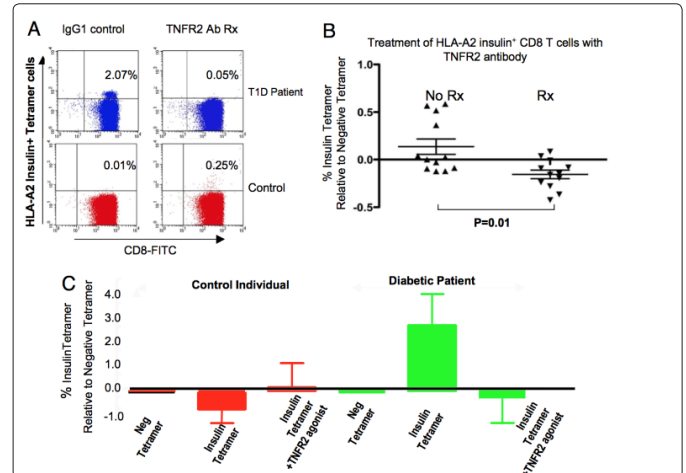 A
IgG1 control
TNFR2 Ab Rx
HLA-A2 Insulin+ Tetramer cells
2.07%
0.05%
T1D Patient
0.01%
0.25%
Control
CD8-FITC
B
Treatment of HLA-A2 insulin+ CD8 T cells with
TNFR2 antibody
% Insulin Tetramer
Relative to Negative Tetramer
1.0
0.5
0.0
-0.5
No Rx
Rx
P=0.01
C
Control Individual
Diabetic Patient
% InsulinTetramer
Relative to Negative Tetramer
4.0
3.0
2.0
1.0
0.0
-1.0
Neg
Tetramer
Insulin
Tetramer
Insulin
Tetramer
+TNFR2 agonist
Neg
Tetramer
Insulin
Tetramer
Insulin
Tetramer
+TNFR2 agonist